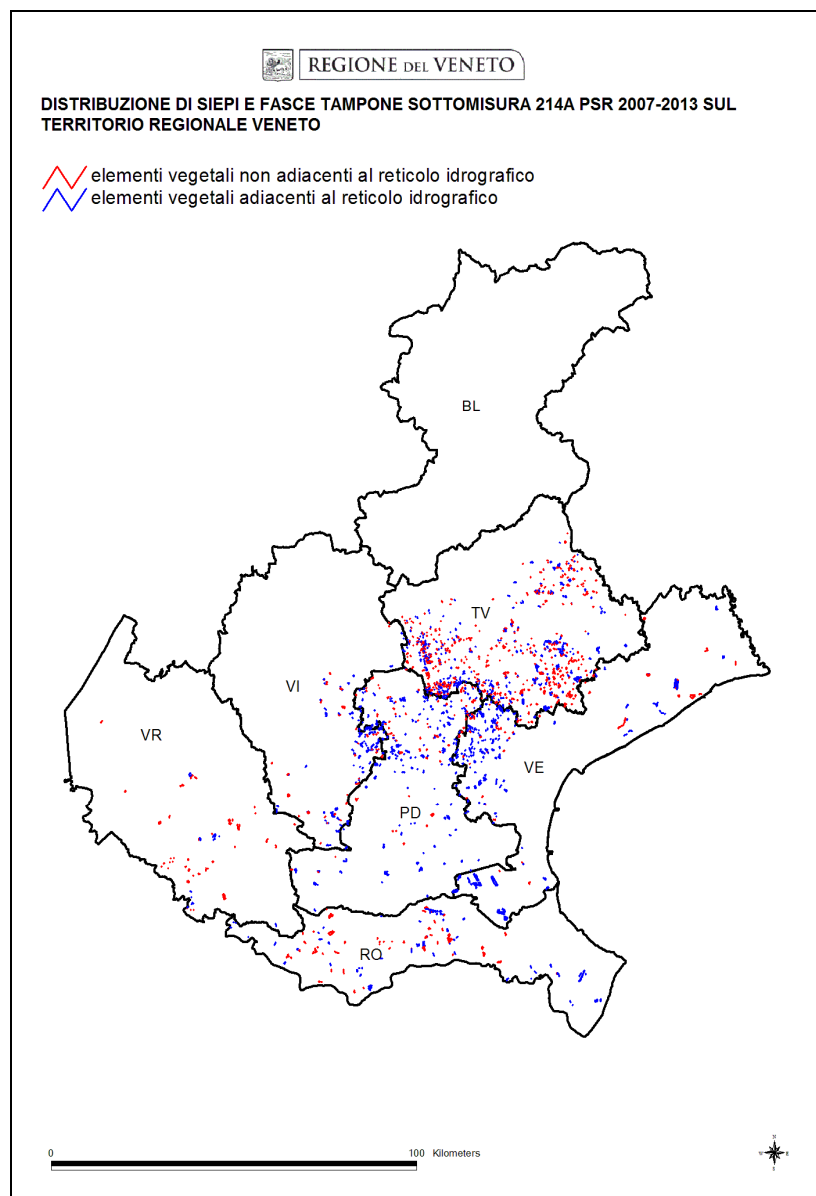 REGIONE DEL VENETO
DISTRIBUZIONE DI SIEPI E FASCE TAMPONE SOTTOMISURA 214A PSR 2007-2013 SUL
TERRITORIO REGIONALE VENETO
elementi vegetali non adiacenti al reticolo idrografico
elementi vegetali adiacenti al reticolo idrografico
BL
TV
VI
VR
VE
PD
RO
0 100 Kilometers
N
W E
S